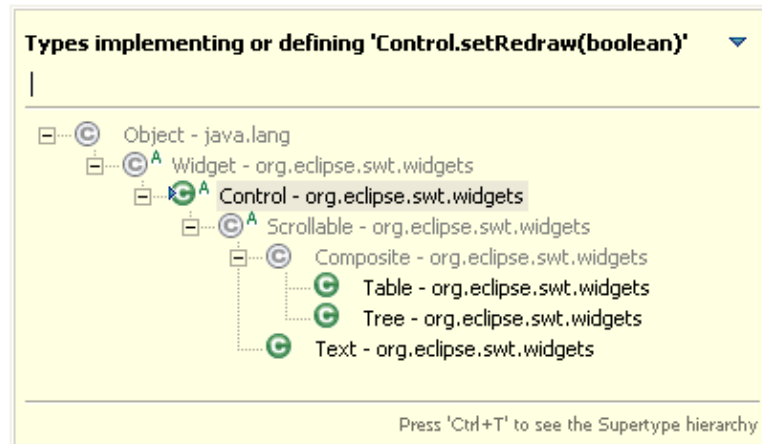 Types implementing or defining 'Control.setRedraw(boolean)'
C Object - java.lang
C A Widget - org.eclipse.swt.widgets
C A Control - org.eclipse.swt.widgets
C A Scrollable - org.eclipse.swt.widgets
C Composite - org.eclipse.swt.widgets
C Table - org.eclipse.swt.widgets
C Tree - org.eclipse.swt.widgets
C Text - org.eclipse.swt.widgets
Press 'Ctrl+T' to see the Supertype hierarchy